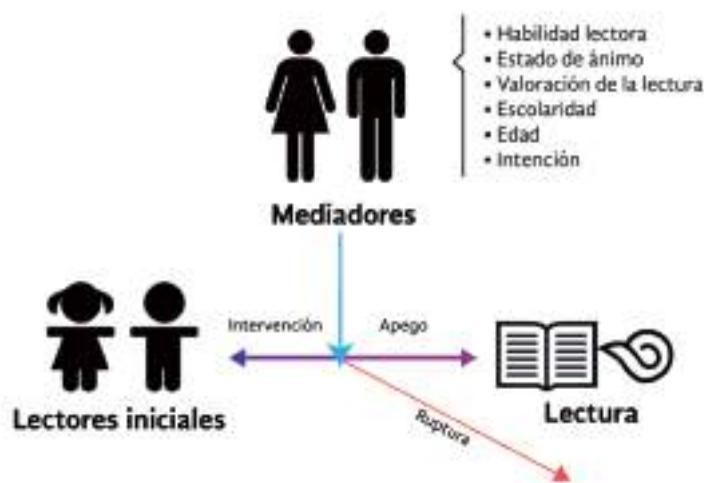 • Habilidad lectora
• Estado de ánimo
• Valoración de la lectura
• Escolaridad
• Edad
• Intención
Mediadores
Intervención
Apego
Lectores iniciales
Lectura
Ruptura